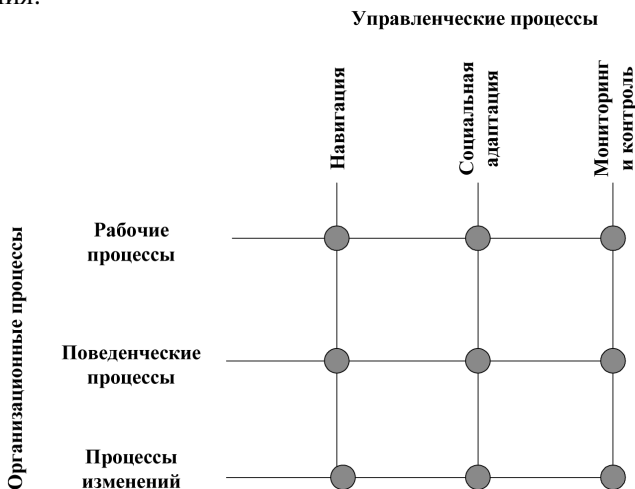 ния.
Управленческие процессы
Навигация
Социальная
адаптация
Мониторинг
и контроль
Организационные процессы
Рабочие
процессы
Поведенческие
процессы
Процессы
изменений